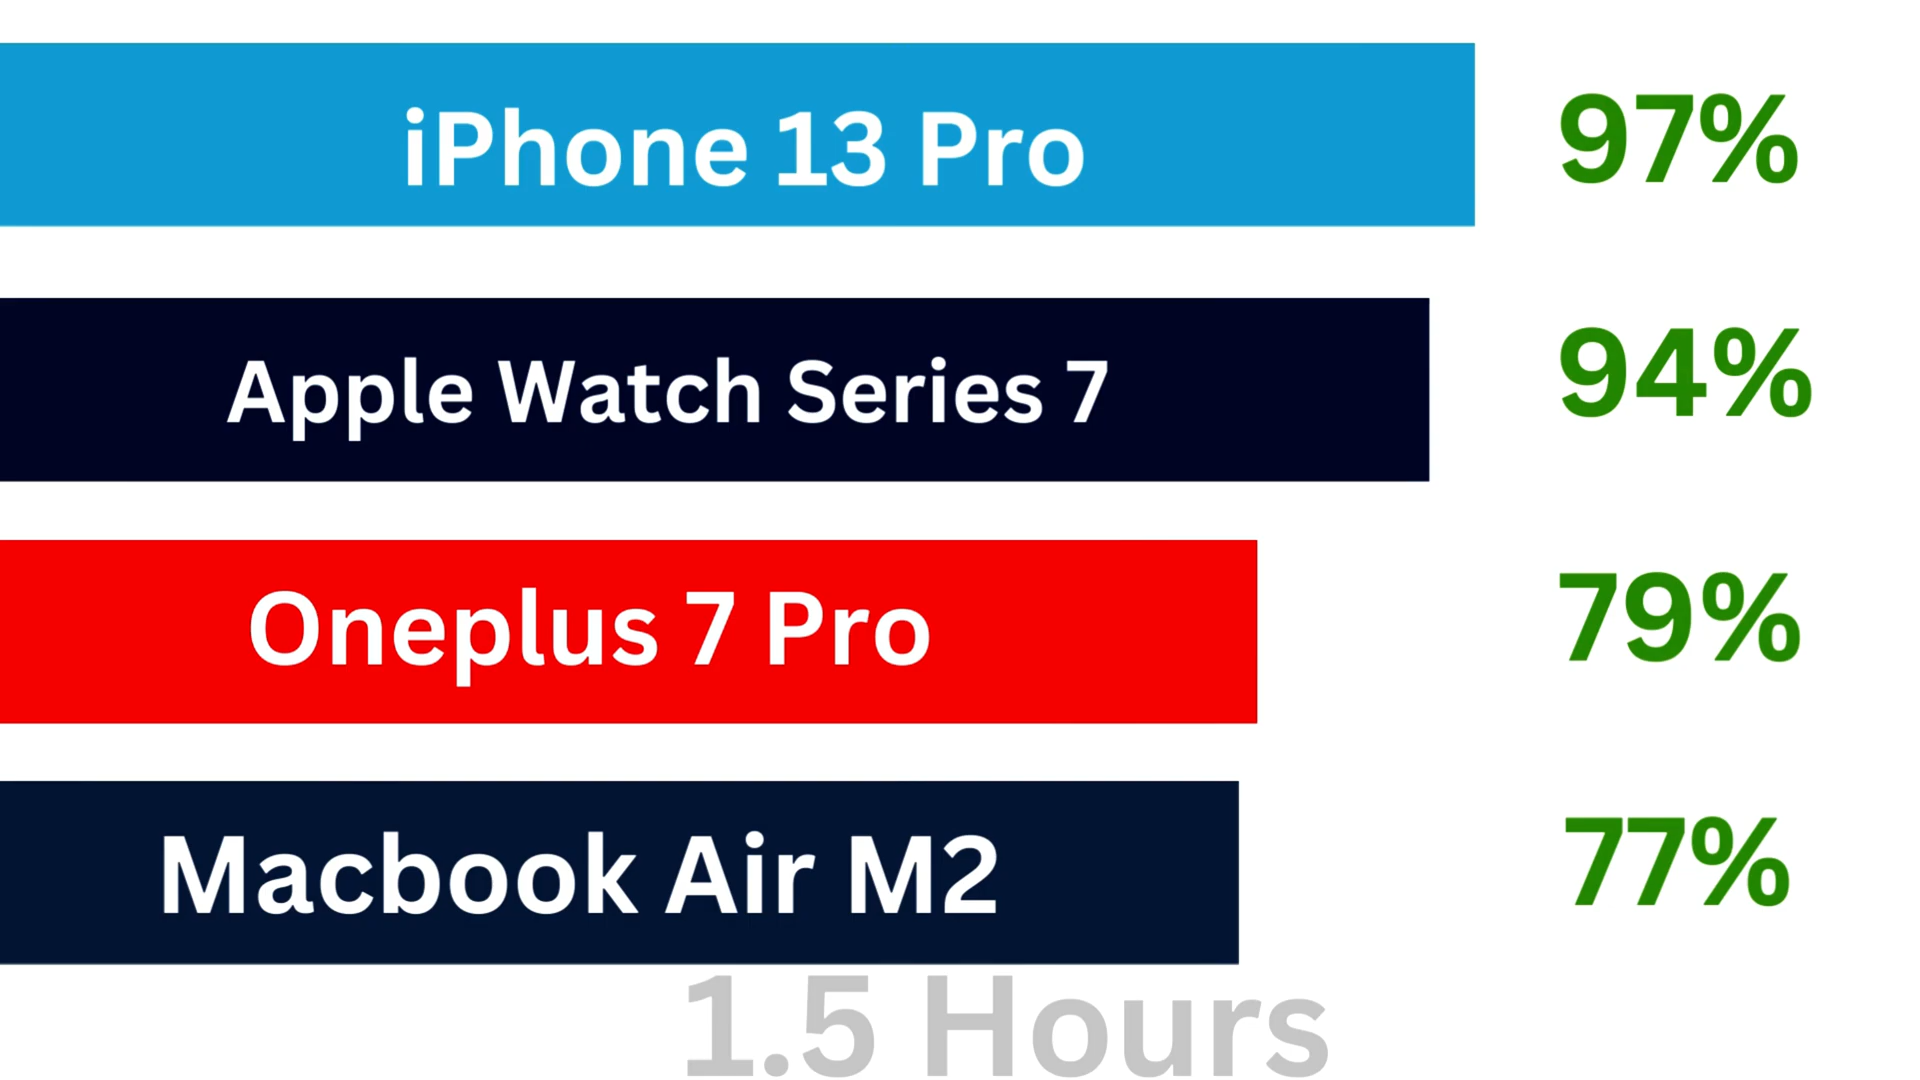 iPhone 13 Pro 97%
Apple Watch Series 7 94%
Oneplus 7 Pro 79%
Macbook Air M2 77%
1.5 Hours